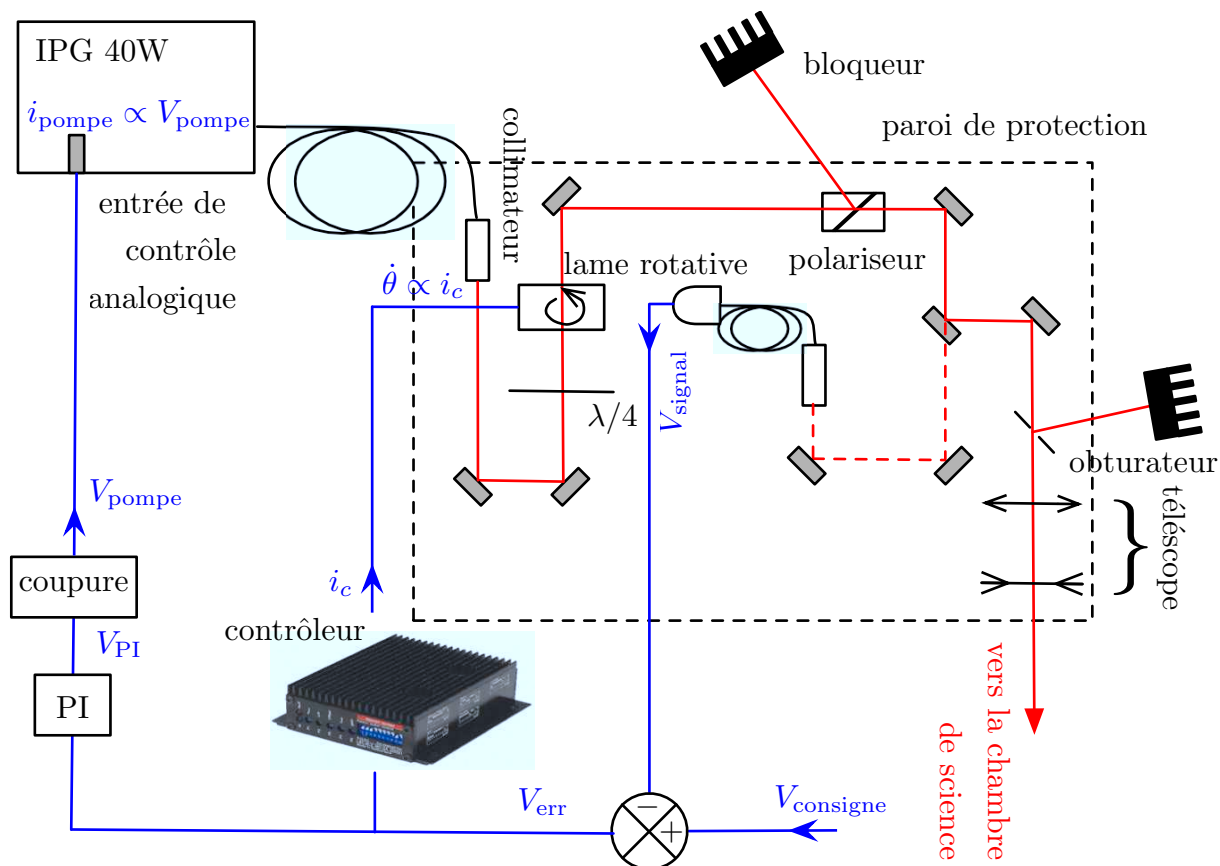 IPG 40W
i_pompe ∝ V_pompe
entrée de
contrôle
analogique
collimateur
bloqueur
paroi de protection
lame rotative
polariseur
θ̇ ∝ i_c
V_signal
λ/4
obturateur
téléscope
}
V_pompe
coupure
i_c
V_PI
contrôleur
PI
vers la chambre
de science
V_err
−
+
V_consigne